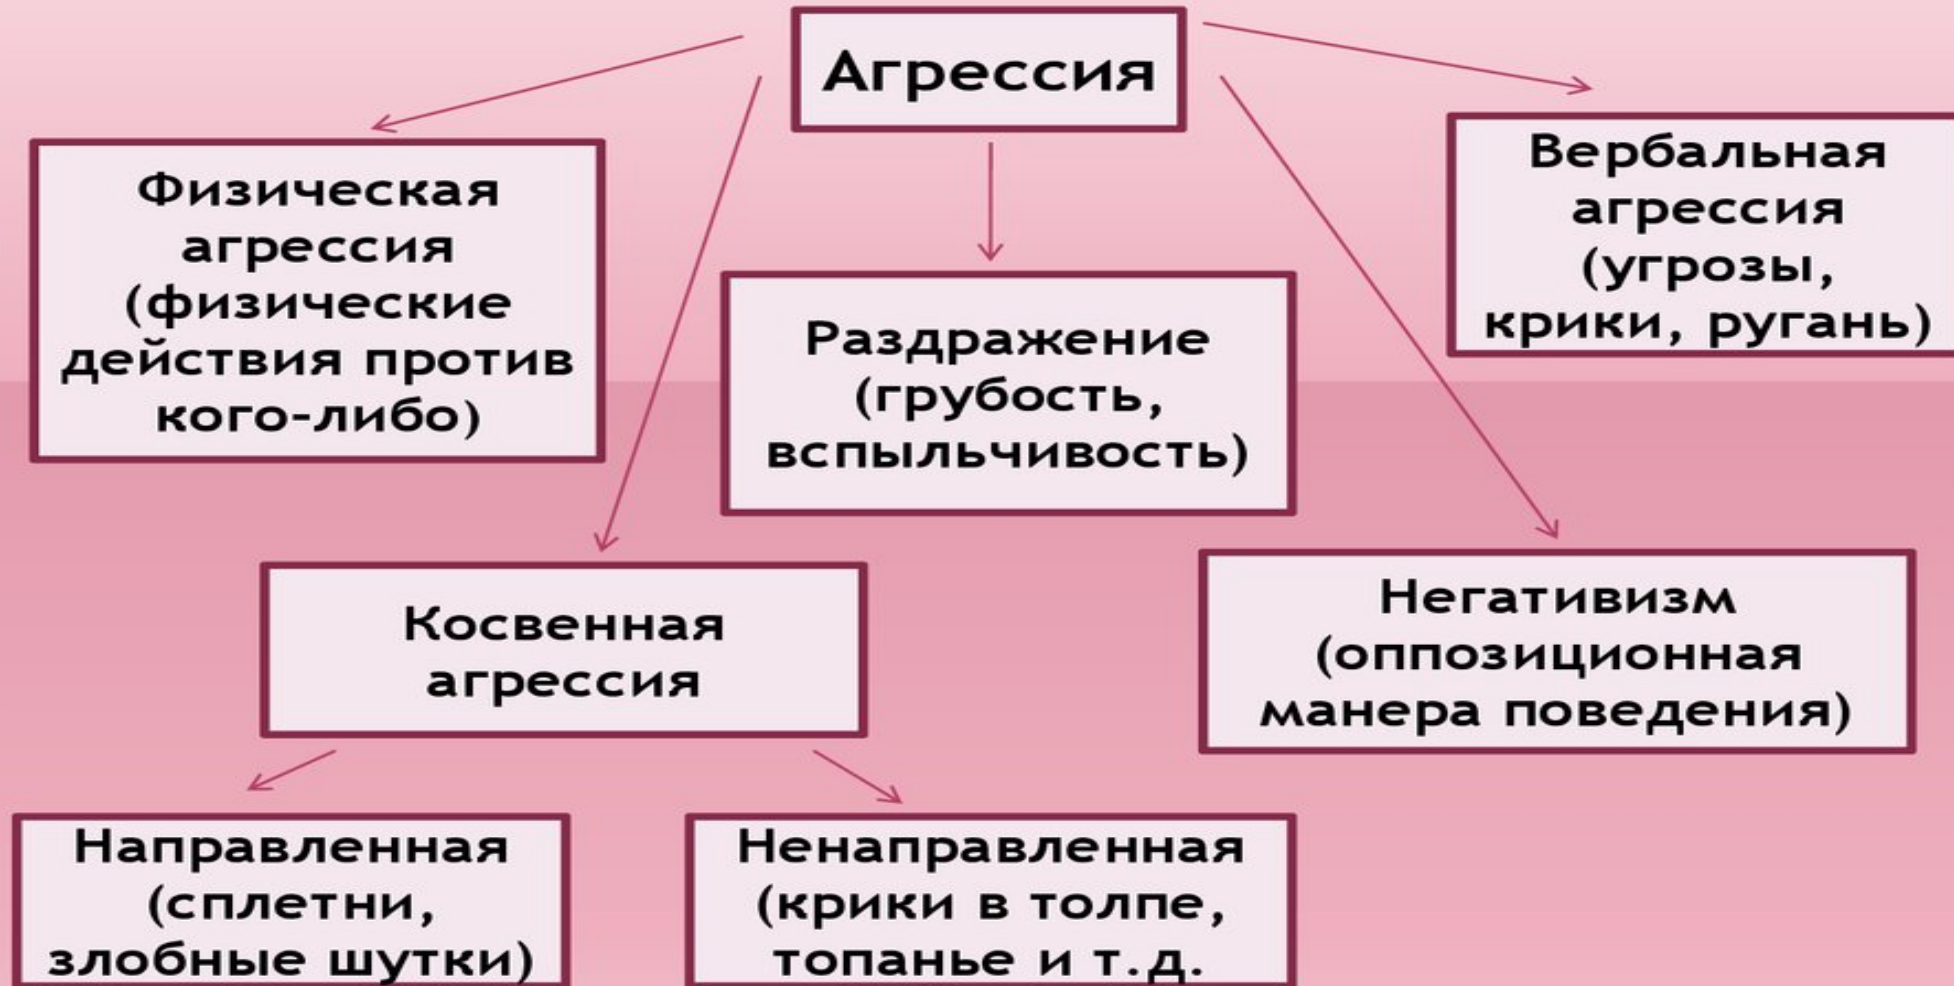 Агрессия
Физическая
агрессия
(физические
действия против
кого-либо)
Раздражение
(грубость,
вспыльчивость)
Вербальная
агрессия
(угрозы,
крики, ругань)
Косвенная
агрессия
Негативизм
(оппозиционная
манера поведения)
Направленная
(сплетни,
злобные шутки)
Ненаправленная
(крики в толпе,
топанье и т.д.